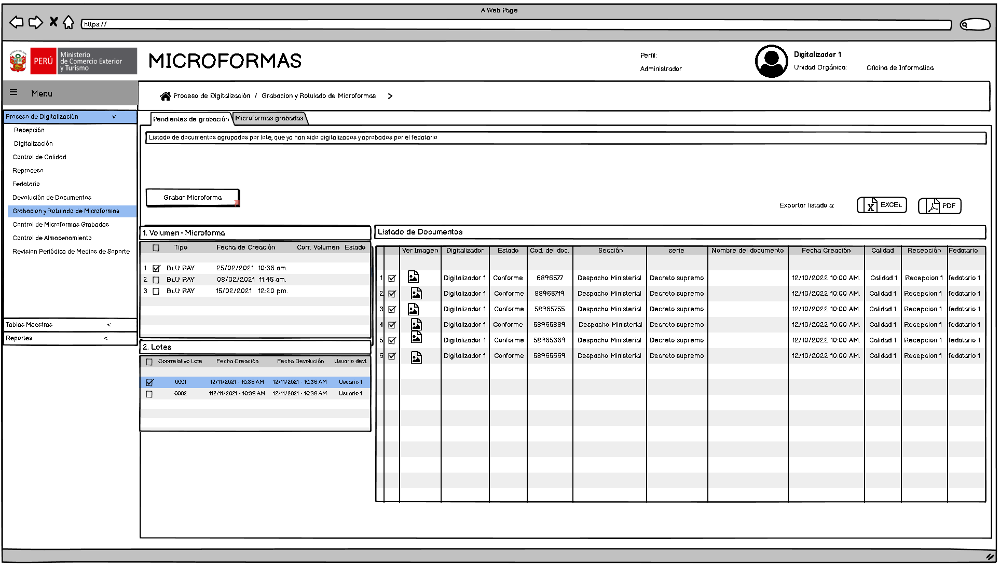 A Web Page
https://
PERÚ
Ministerio
de Comercio Exterior
y Turismo
MICROFORMAS
Perfil:
Administrador
Digitalizador 1
Unidad Orgánica: Oficina de Informatica
Menu
Proceso de Digitalización / Grabacion y Rotulado de Microformas >
Proceso de Digitalización v
Recepción
Digitalización
Control de Calidad
Reproceso
Fedatario
Devolución de Documentos
Grabacion y Rotulado de Microformas
Control de Microformas Grabadas
Control de Almacenamiento
Revision Periódica de Medios de Soporte
Tablas Maestras <
Reportes <
Pendientes de grabación Microformas grabadas
Listado de documentos agrupados por lote, que ya han sido digitalizados y aprobados por el fedatario
Grabar Microforma
Exportar listado a: EXCEL PDF
1. Volumen - Microforma
Tipo Fecha de Creación Corr. Volumen Estado
1 BLU RAY 25/02/2021 10:36 am.
2 BLU RAY 08/02/2021 11:45 am.
3 BLU RAY 15/02/2021 12:20 pm.
2. Lotes
Coorrelativo Lote Fecha Creación Fecha Devolución Usuario devl
0001 12/11/2021 - 10:38 AM 12/11/2021 - 10:38 AM Usuario 1
0002 112/11/2021 - 10:38 AM 12/11/2021 - 10:38 AM Usuario 1
Listado de Documentos
Ver Imagen Digitalizador Estado Cod. del doc. Sección serie Nombre del documento Fecha Creación Calidad Recepción Fedatario
1 Digitalizador 1 Conforme 6896577 Despacho Ministerial Decreto supremo 12/10/2022 10:00 AM. Calidad 1 Recepcion 1 fedatario 1
2 Digitalizador 1 Conforme 88965719 Despacho Ministerial Decreto supremo 12/10/2022 10:00 AM. Calidad 1 Recepcion 1 fedatario 1
3 Digitalizador 1 Conforme 58965755 Despacho Ministerial Decreto supremo 12/10/2022 10:00 AM. Calidad 1 Recepcion 1 fedatario 1
4 Digitalizador 1 Conforme 58965889 Despacho Ministerial Decreto supremo 12/10/2022 10:00 AM. Calidad 1 Recepcion 1 fedatario 1
5 Digitalizador 1 Conforme 58965369 Despacho Ministerial Decreto supremo 12/10/2022 10:00 AM. Calidad 1 Recepcion 1 fedatario 1
6 Digitalizador 1 Conforme 58965669 Despacho Ministerial Decreto supremo 12/10/2022 10:00 AM. Calidad 1 Recepcion 1 fedatario 1